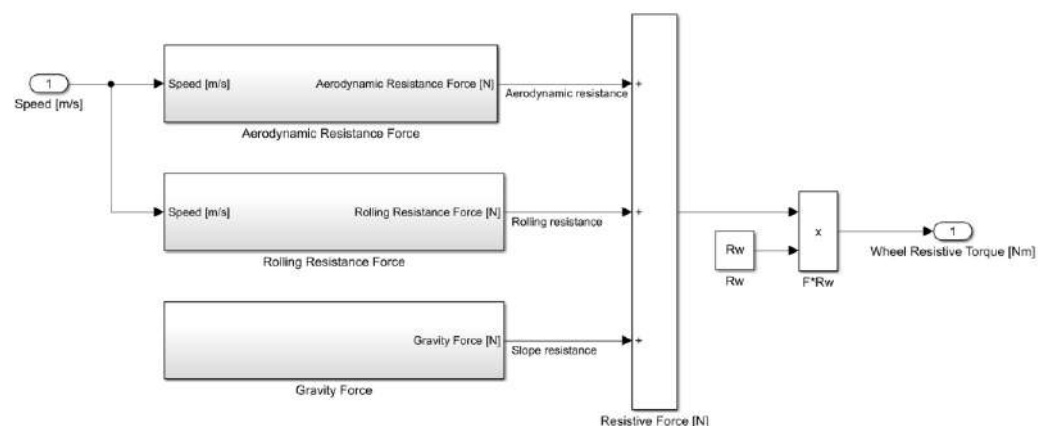 1
Speed [m/s]
Speed [m/s]
Aerodynamic Resistance Force [N]
Aerodynamic resistance
Aerodynamic Resistance Force
+
Speed [m/s]
Rolling Resistance Force [N]
Rolling resistance
Rolling Resistance Force
+
Gravity Force [N]
Slope resistance
Gravity Force
+
Resistive Force [N]
Rw
Rw
x
F*Rw
1
Wheel Resistive Torque [Nm]